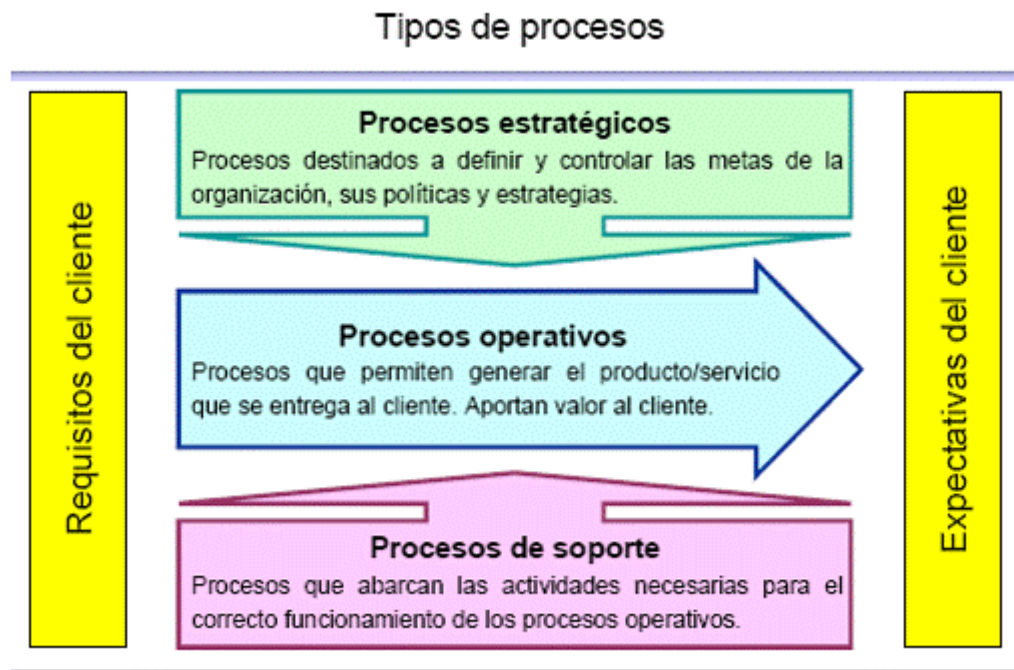 Tipos de procesos
Requisitos del cliente
Procesos estratégicos
Procesos destinados a definir y controlar las metas de la
organización, sus políticas y estrategias.
Procesos operativos
Procesos que permiten generar el producto/servicio
que se entrega al cliente. Aportan valor al cliente.
Procesos de soporte
Procesos que abarcan las actividades necesarias para el
correcto funcionamiento de los procesos operativos.
Expectativas del cliente